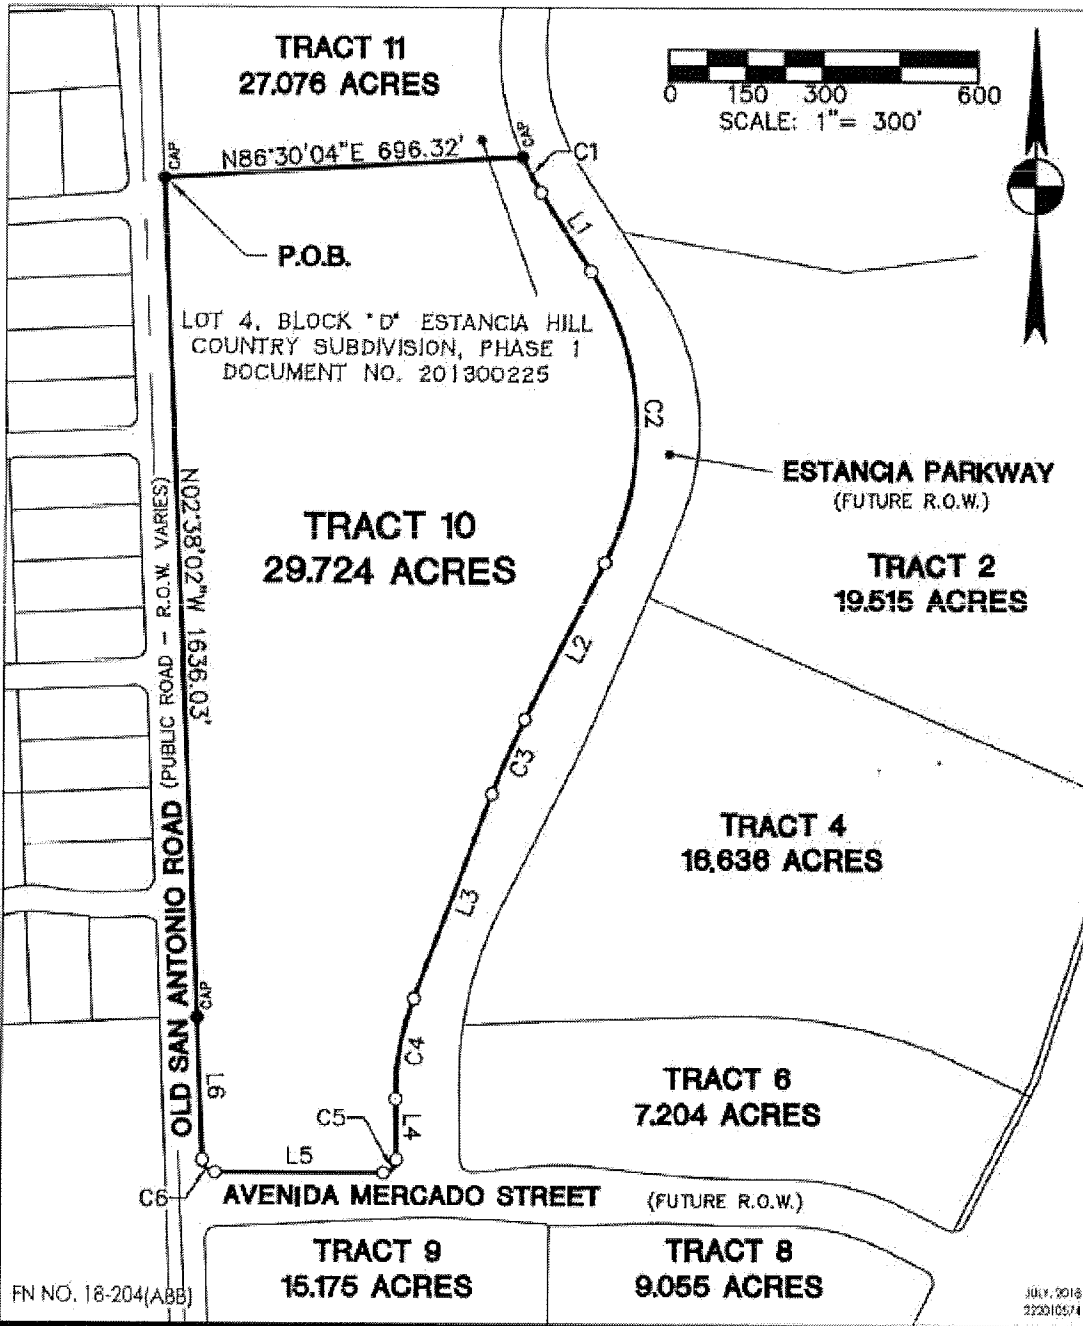 TRACT 11
27.076 ACRES
0 150 300 600
SCALE: 1"= 300'
CAP
CAP
N86°30'04"E 696.32'
C1
L1
P.O.B.
LOT 4, BLOCK "D" ESTANCIA HILL
COUNTRY SUBDIVISION, PHASE 1
DOCUMENT NO. 201300225
C2
ESTANCIA PARKWAY
(FUTURE R.O.W.)
TRACT 10
29.724 ACRES
TRACT 2
19.515 ACRES
N02°38'02"W 1636.03'
OLD SAN ANTONIO ROAD (PUBLIC ROAD - R.O.W. VARIES)
L2
C3
TRACT 4
16.636 ACRES
L3
CAP
C4
L6
TRACT 6
7.204 ACRES
C5
L4
L5
C6
AVENIDA MERCADO STREET (FUTURE R.O.W.)
TRACT 9
15.175 ACRES
TRACT 8
9.055 ACRES
FN NO. 18-204(ABB)
JULY, 2018